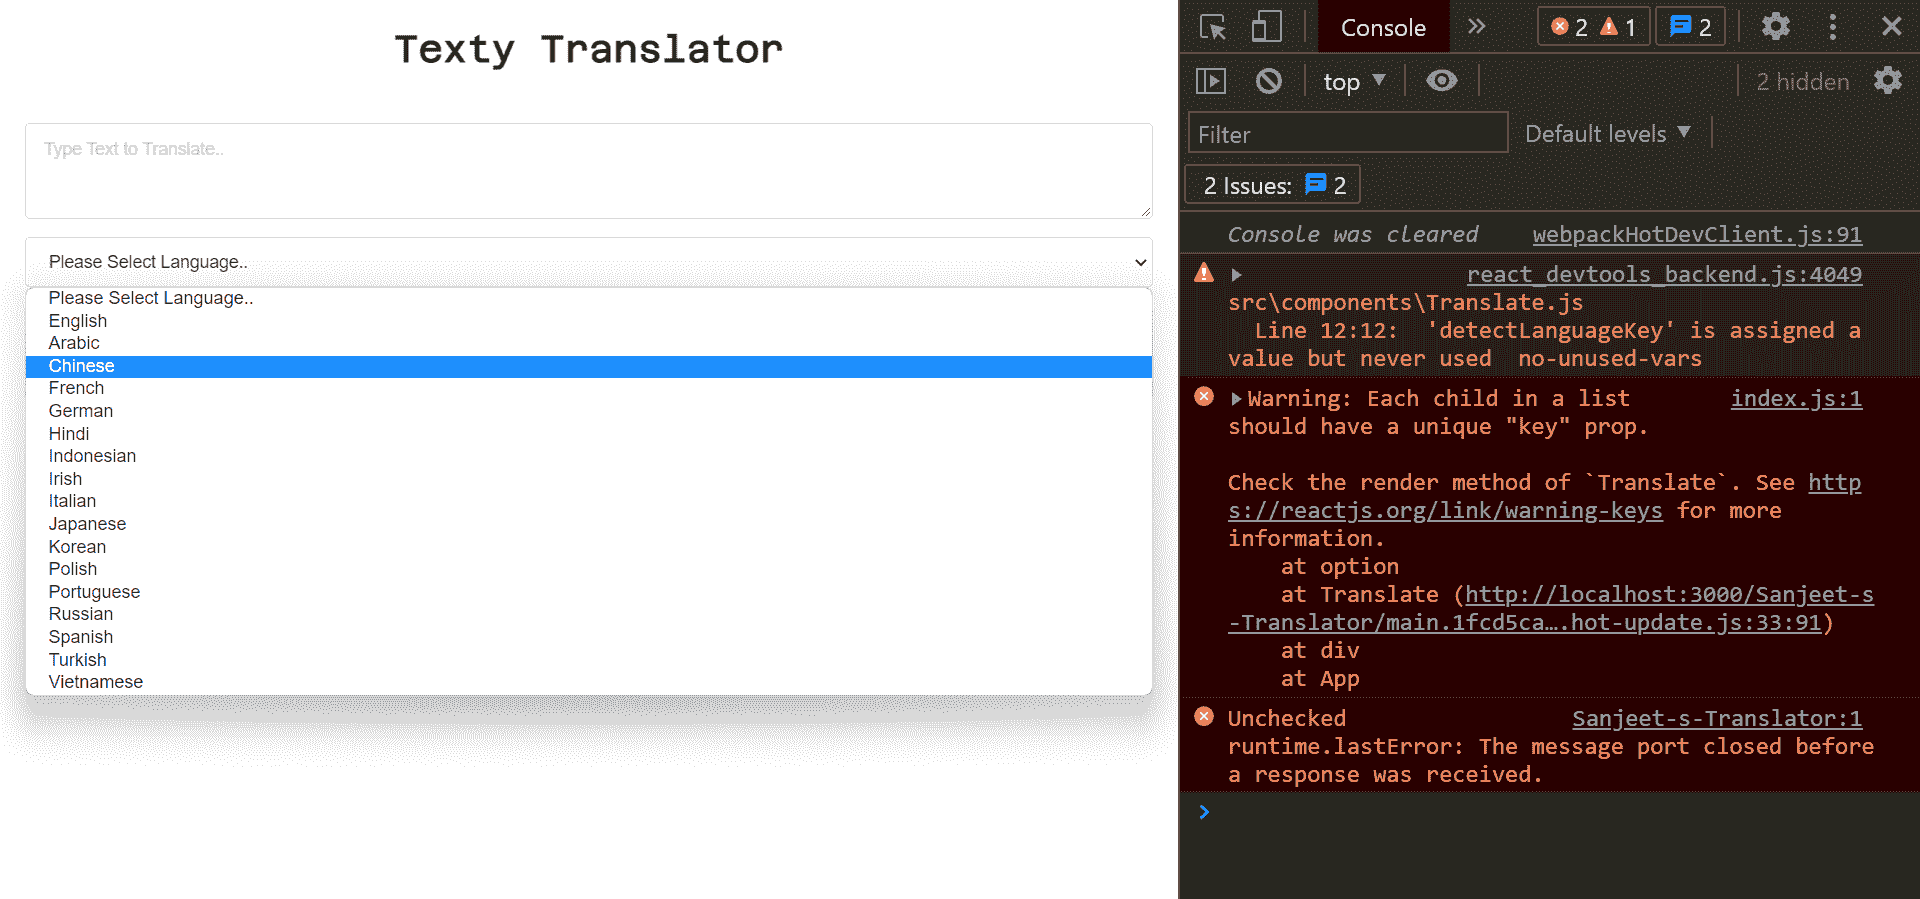 Texty Translator
Type Text to Translate..
Please Select Language..
Please Select Language..
English
Arabic
Chinese
French
German
Hindi
Indonesian
Irish
Italian
Japanese
Korean
Polish
Portuguese
Russian
Spanish
Turkish
Vietnamese
Console
2 1 2
top
2 hidden
Filter
Default levels
2 Issues: 2
Console was cleared webpackHotDevClient.js:91
react_devtools_backend.js:4049
src\components\Translate.js
Line 12:12: 'detectLanguageKey' is assigned a
value but never used no-unused-vars
Warning: Each child in a list index.js:1
should have a unique "key" prop.
Check the render method of `Translate`. See http
s://reactjs.org/link/warning-keys for more
information.
at option
at Translate (http://localhost:3000/Sanjeet-s
-Translator/main.1fcd5ca….hot-update.js:33:91)
at div
at App
Unchecked Sanjeet-s-Translator:1
runtime.lastError: The message port closed before
a response was received.